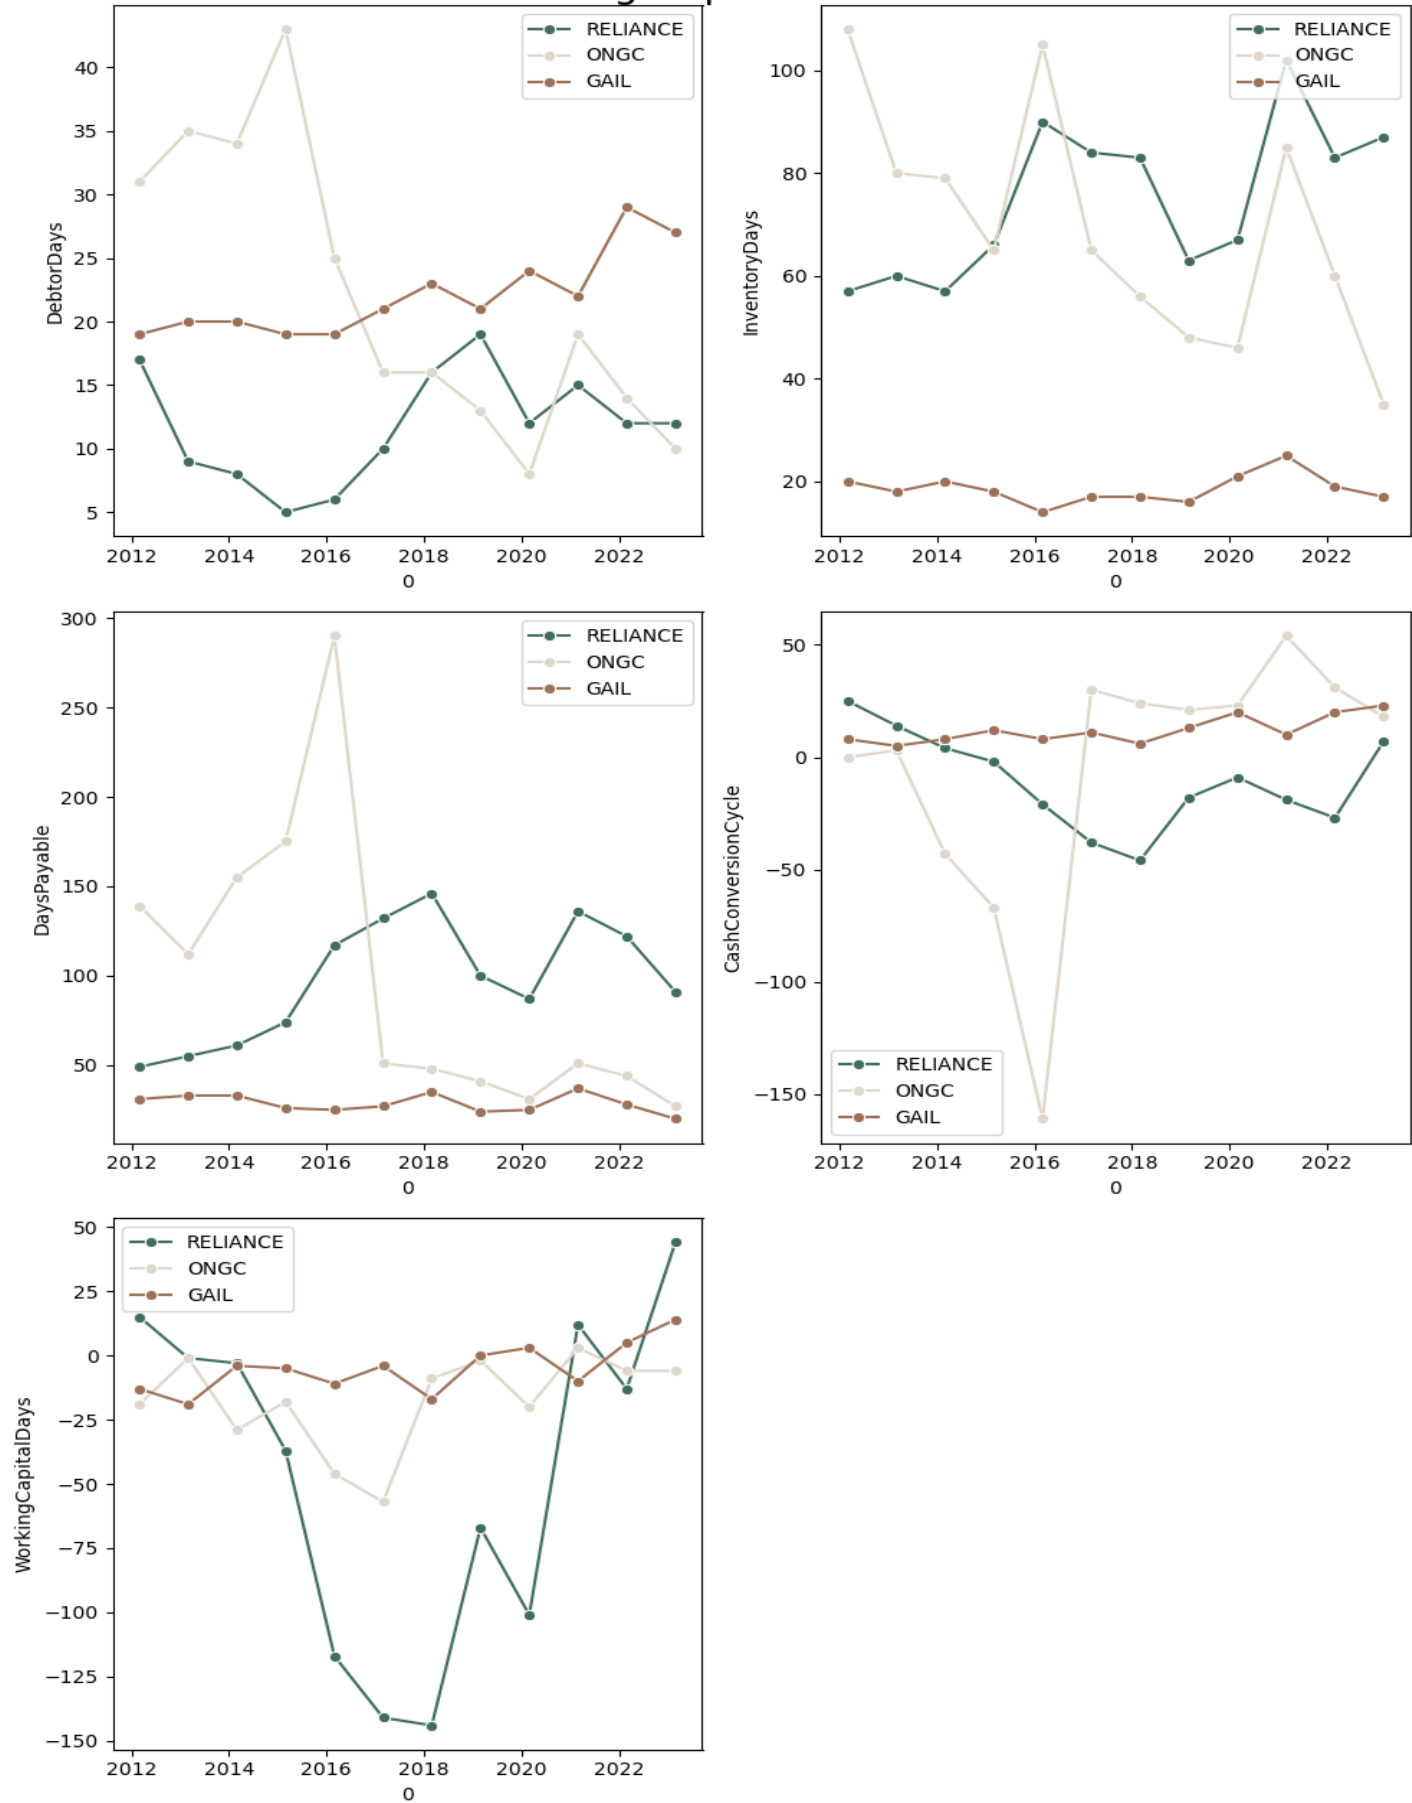 RELIANCE
ONGC
GAIL
DebtorDays
40
35
30
25
20
15
10
5
2012 2014 2016 2018 2020 2022
0
RELIANCE
ONGC
GAIL
InventoryDays
100
80
60
40
20
2012 2014 2016 2018 2020 2022
0
RELIANCE
ONGC
GAIL
DaysPayable
300
250
200
150
100
50
2012 2014 2016 2018 2020 2022
0
CashConversionCycle
50
0
−50
−100
−150
RELIANCE
ONGC
GAIL
2012 2014 2016 2018 2020 2022
0
RELIANCE
ONGC
GAIL
WorkingCapitalDays
50
25
0
−25
−50
−75
−100
−125
−150
2012 2014 2016 2018 2020 2022
0